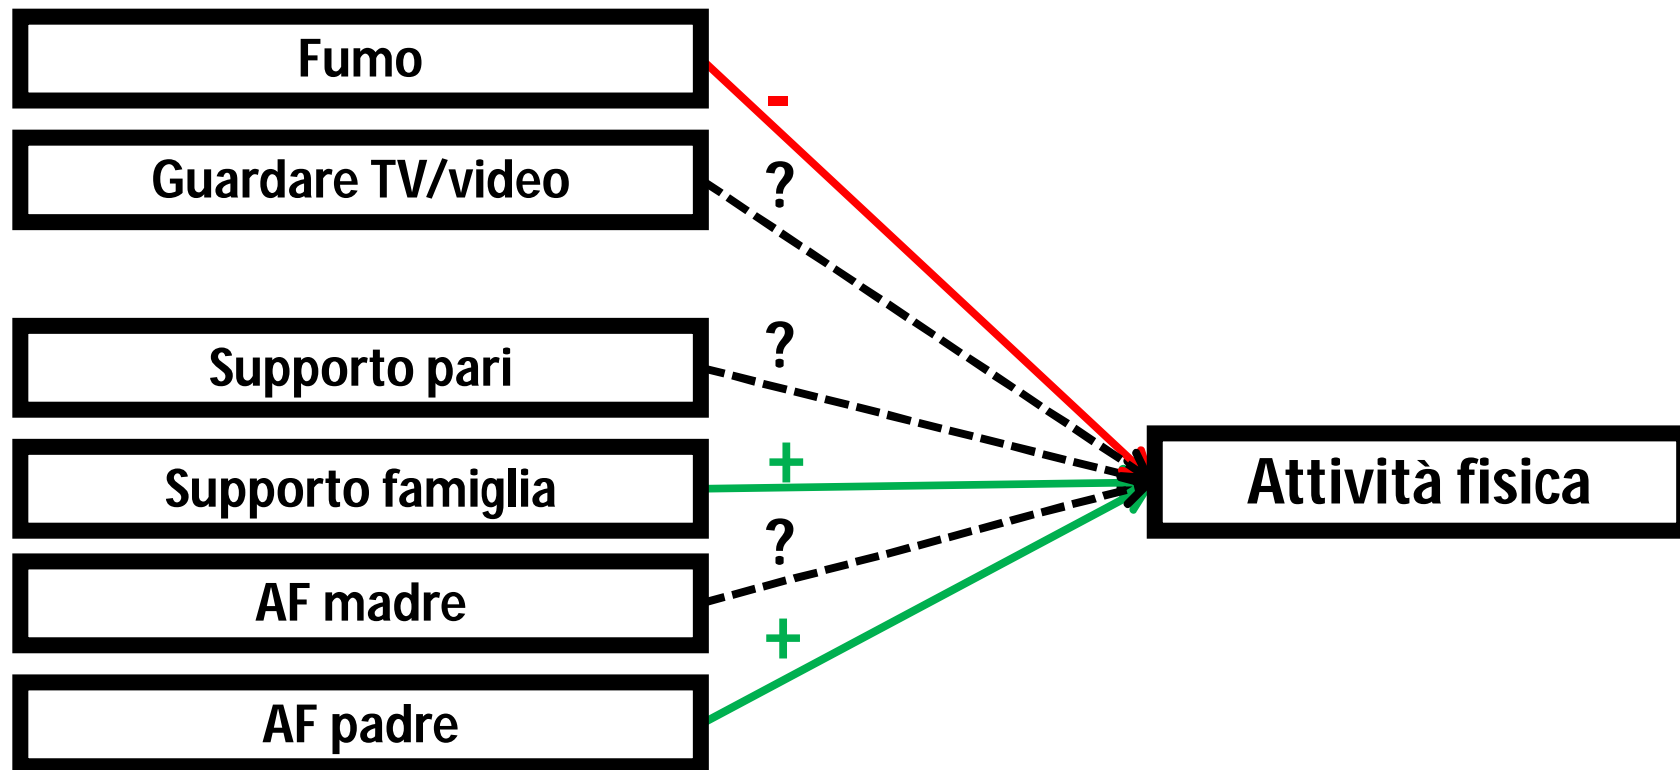 Fumo
-
Guardare TV/video
?
Supporto pari
?
Supporto famiglia
+
Attività fisica
AF madre
?
AF padre
+